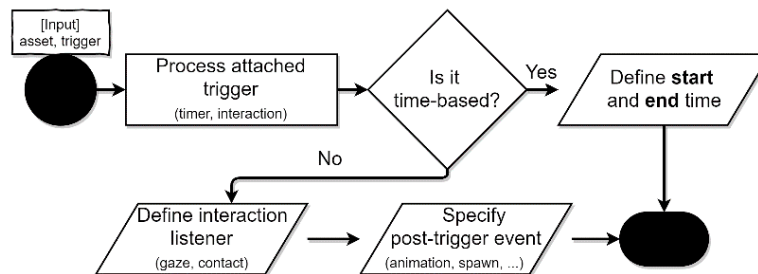 [Input]
asset, trigger
Process attached
trigger
(timer, interaction)
Is it
time-based?
Yes
Define start
and end time
No
Define interaction
listener
(gaze, contact)
Specify
post-trigger event
(animation, spawn, ...)